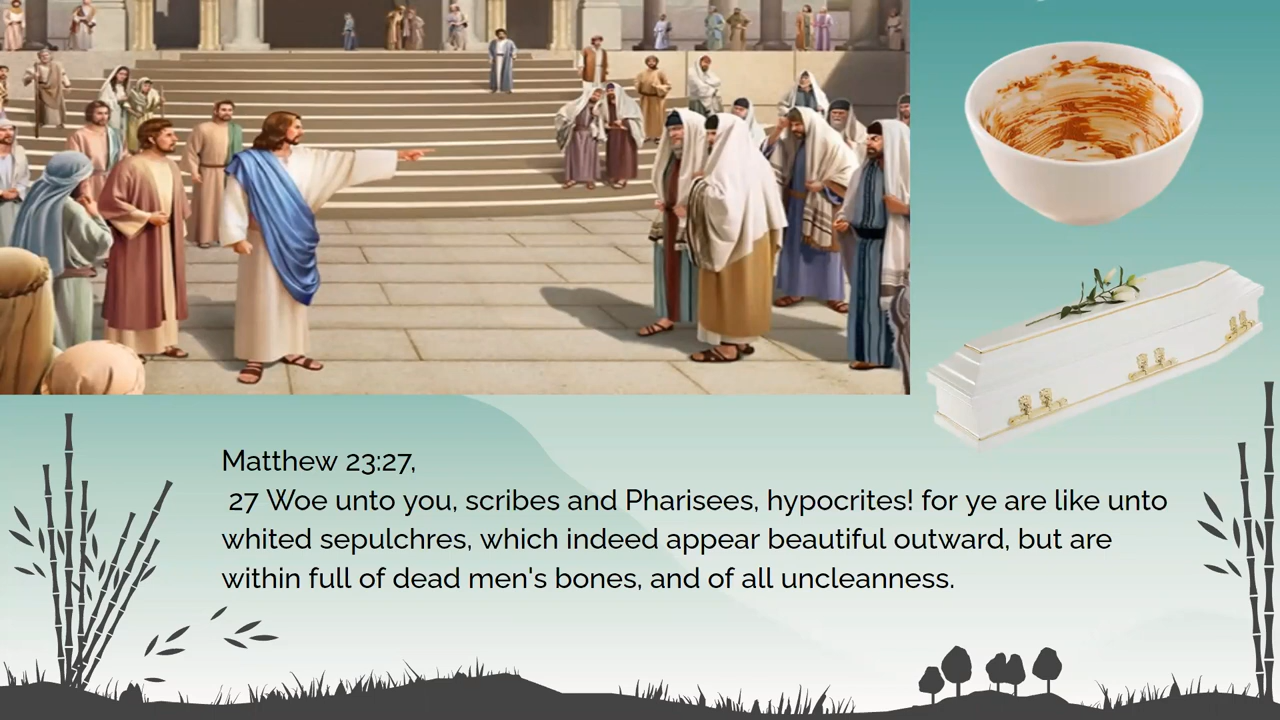 Matthew 23:27,
27 Woe unto you, scribes and Pharisees, hypocrites! for ye are like unto
whited sepulchres, which indeed appear beautiful outward, but are
within full of dead men's bones, and of all uncleanness.